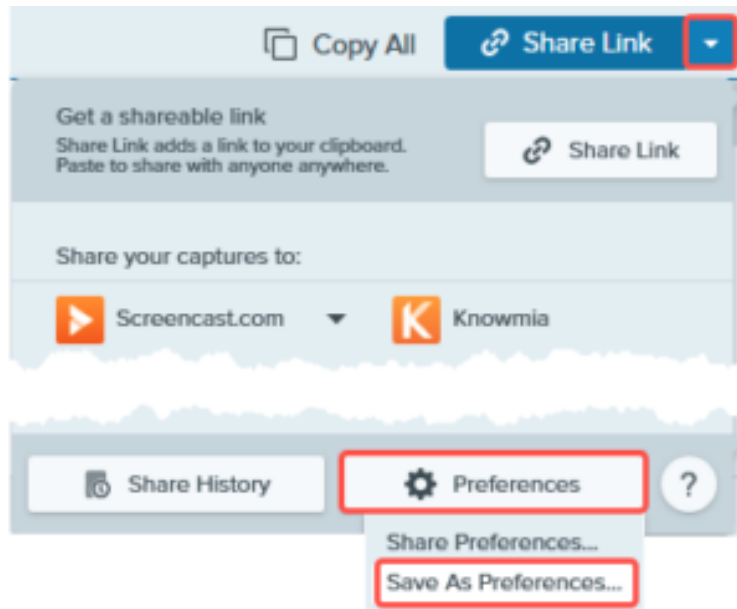 Copy All
Share Link
Get a shareable link
Share Link adds a link to your clipboard.
Paste to share with anyone anywhere.
Share Link
Share your captures to:
Screencast.com
Knowmia
Share History
Preferences
?
Share Preferences...
Save As Preferences...